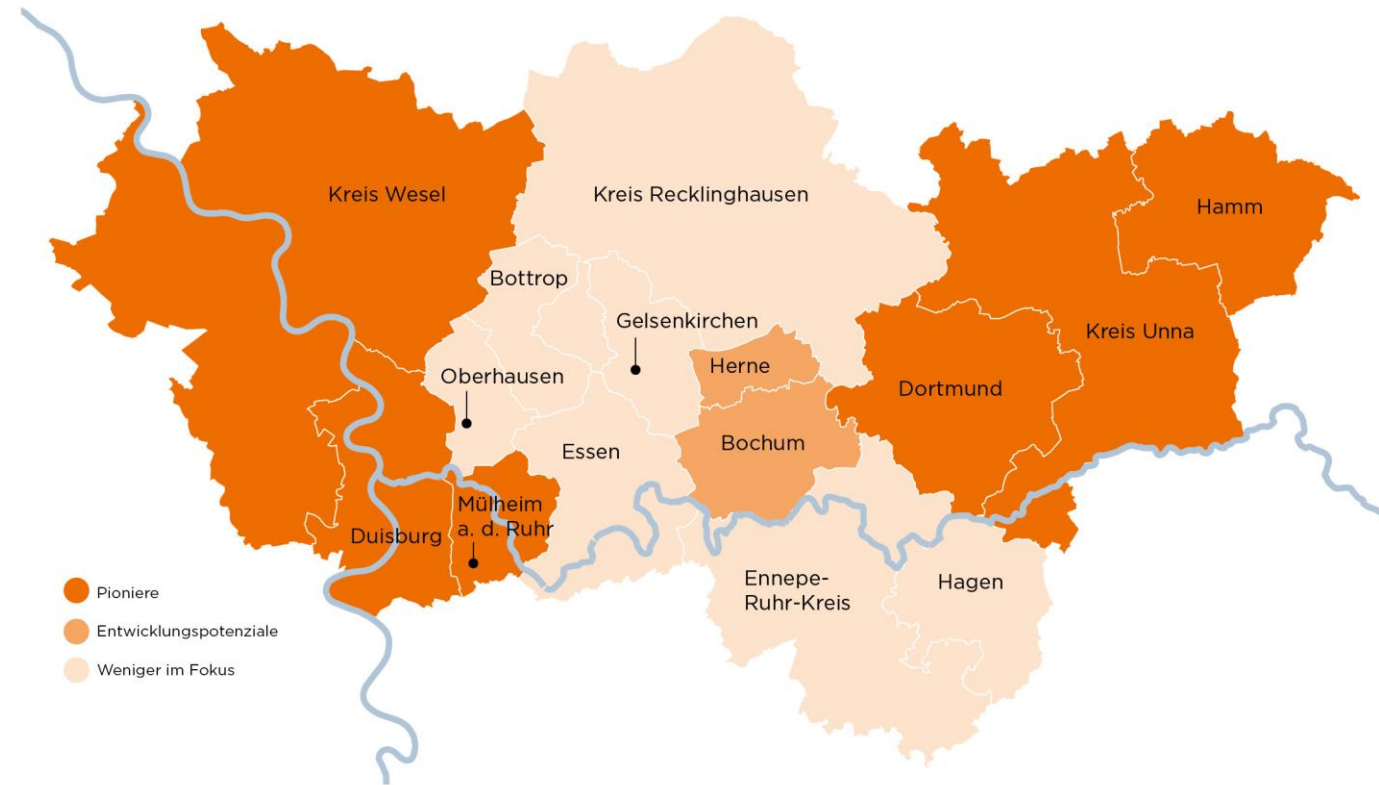 Kreis Wesel
Kreis Recklinghausen
Hamm
Bottrop
Gelsenkirchen
Kreis Unna
Herne
Oberhausen
Dortmund
Bochum
Essen
Mülheim
a. d. Ruhr
Duisburg
Ennepe-
Ruhr-Kreis
Hagen
Pioniere
Entwicklungspotenziale
Weniger im Fokus